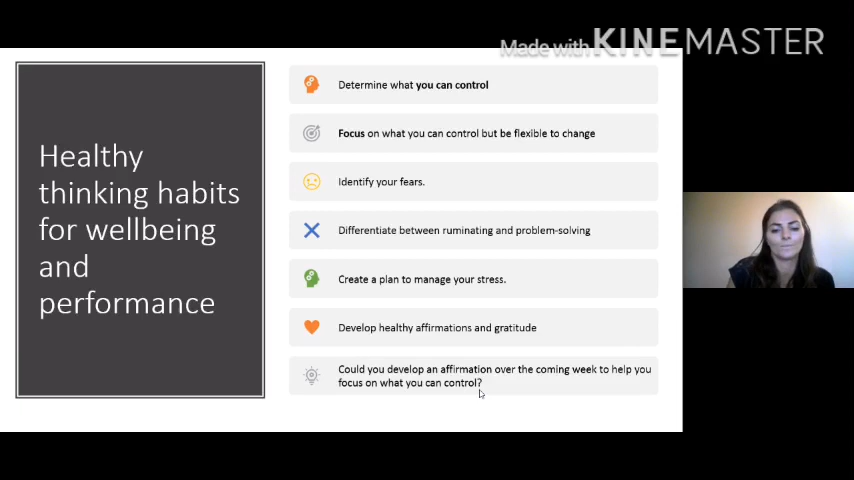 Made with KINEMASTER
Healthy
thinking habits
for wellbeing
and
performance
Determine what you can control
Focus on what you can control but be flexible to change
Identify your fears.
Differentiate between ruminating and problem-solving
Create a plan to manage your stress.
Develop healthy affirmations and gratitude
Could you develop an affirmation over the coming week to help you
focus on what you can control?